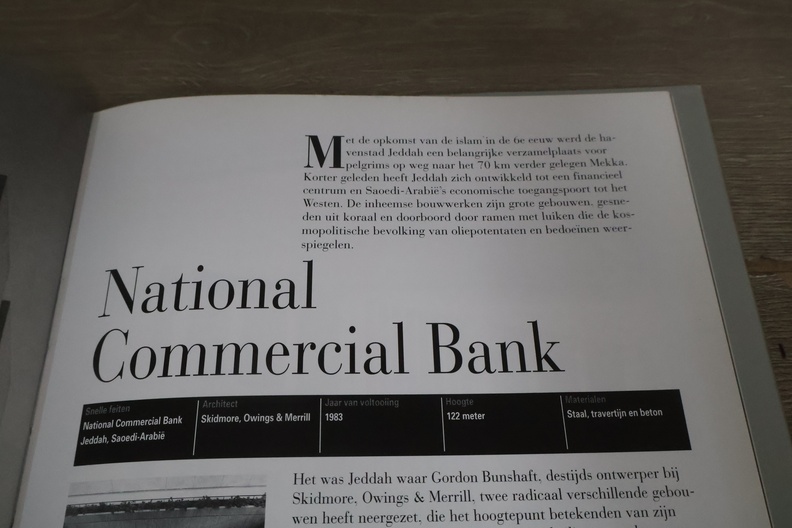 Met de opkomst van de islam in de 6e eeuw werd de ha-
venstad Jeddah een belangrijke verzamelplaats voor
pelgrims op weg naar het 70 km verder gelegen Mekka.
Korter geleden heeft Jeddah zich ontwikkeld tot een financieel
centrum en Saoedi-Arabië's economische toegangspoort tot het
Westen. De inheemse bouwwerken zijn grote gebouwen, gesne-
den uit koraal en doorboord door ramen met luiken die de kos-
mopolitische bevolking van oliepotentaten en bedoeïnen weer-
spiegelen.
National
Commercial Bank
Snelle feiten
National Commercial Bank
Jeddah, Saoedi-Arabië
Architect
Skidmore, Owings & Merrill
Jaar van voltooiing
1983
Hoogte
122 meter
Materialen
Staal, travertijn en beton
Het was Jeddah waar Gordon Bunshaft, destijds ontwerper bij
Skidmore, Owings & Merrill, twee radicaal verschillende gebou-
wen heeft neergezet, die het hoogtepunt betekenden van zijn